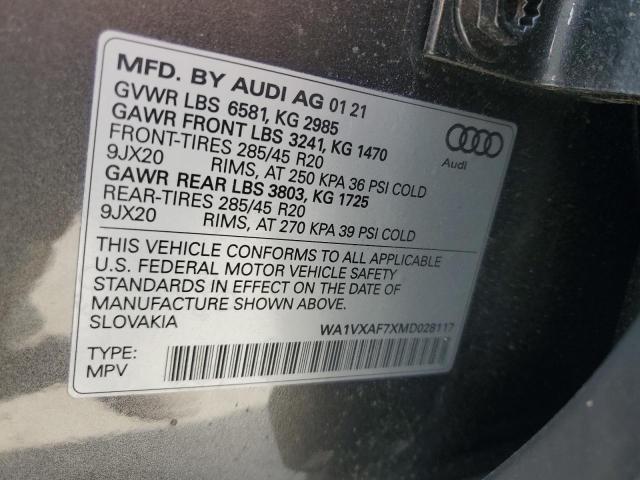 MFD. BY AUDI AG 01 21
GVWR LBS 6581, KG 2985
GAWR FRONT LBS 3241, KG 1470
FRONT-TIRES 285/45 R20
9JX20 RIMS, AT 250 KPA 36 PSI COLD
GAWR REAR LBS 3803, KG 1725
REAR-TIRES 285/45 R20
9JX20 RIMS, AT 270 KPA 39 PSI COLD
Audi
THIS VEHICLE CONFORMS TO ALL APPLICABLE
U.S. FEDERAL MOTOR VEHICLE SAFETY
STANDARDS IN EFFECT ON THE DATE OF
MANUFACTURE SHOWN ABOVE.
SLOVAKIA
WA1VXAF7XMD028117
TYPE:
MPV